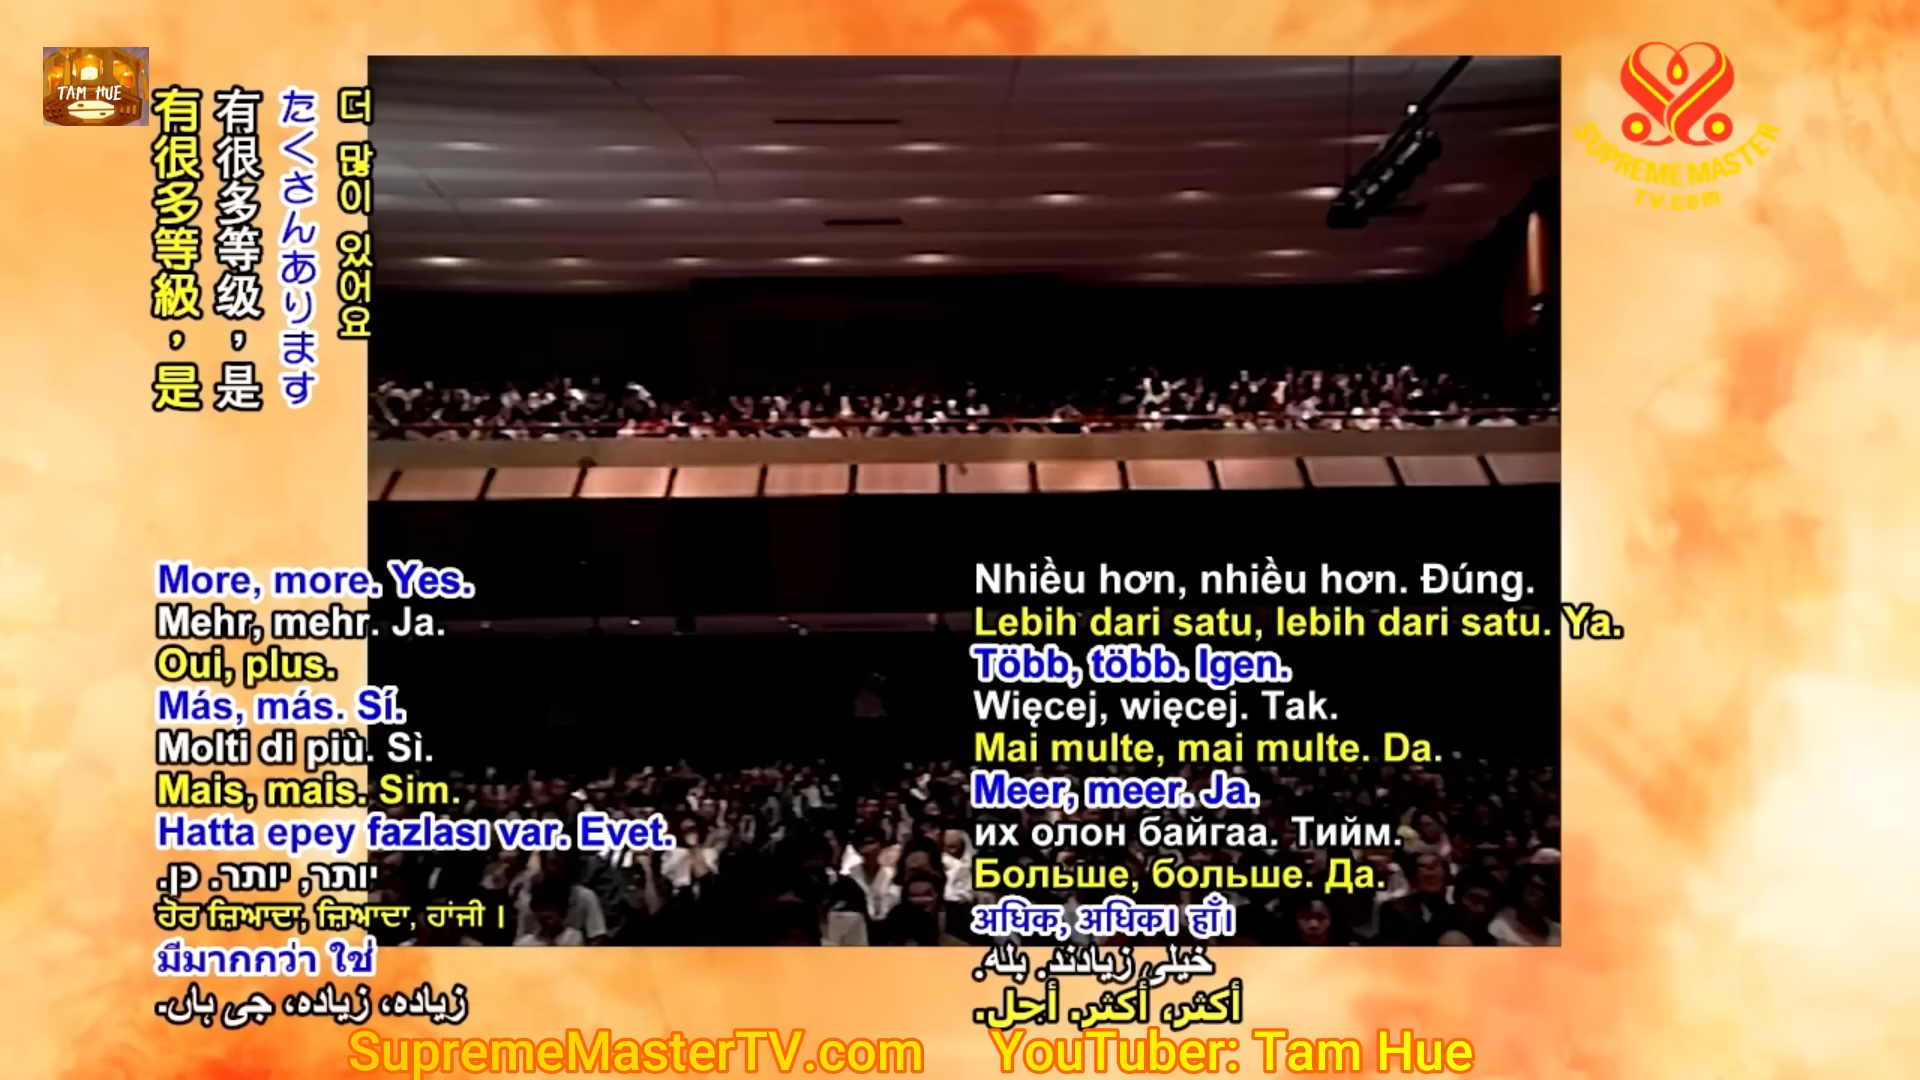 TAM HUE
有很多等級，是
有很多等级，是
たくさんあります
더 많이 있어요
SUPREME MASTER
TV.com
More, more. Yes.
Mehr, mehr. Ja.
Oui, plus.
Más, más. Sí.
Molti di più. Sì.
Mais, mais. Sim.
Hatta epey fazlası var. Evet.
יותר, יותר. כן.
ਹੋਰ ਜ਼ਿਆਦਾ, ਜ਼ਿਆਦਾ, ਹਾਂਜੀ ।
มีมากกว่า ใช่
زیادہ، زیادہ، جی ہاں.
Nhiều hơn, nhiều hơn. Đúng.
Lebih dari satu, lebih dari satu. Ya.
Több, több. Igen.
Więcej, więcej. Tak.
Mai multe, mai multe. Da.
Meer, meer. Ja.
их олон байгаа. Тийм.
Больше, больше. Да.
अधिक, अधिक। हाँ।
خیلی زیادند. بله.
أكثر، أكثر. أجل.
SupremeMasterTV.com YouTuber: Tam Hue